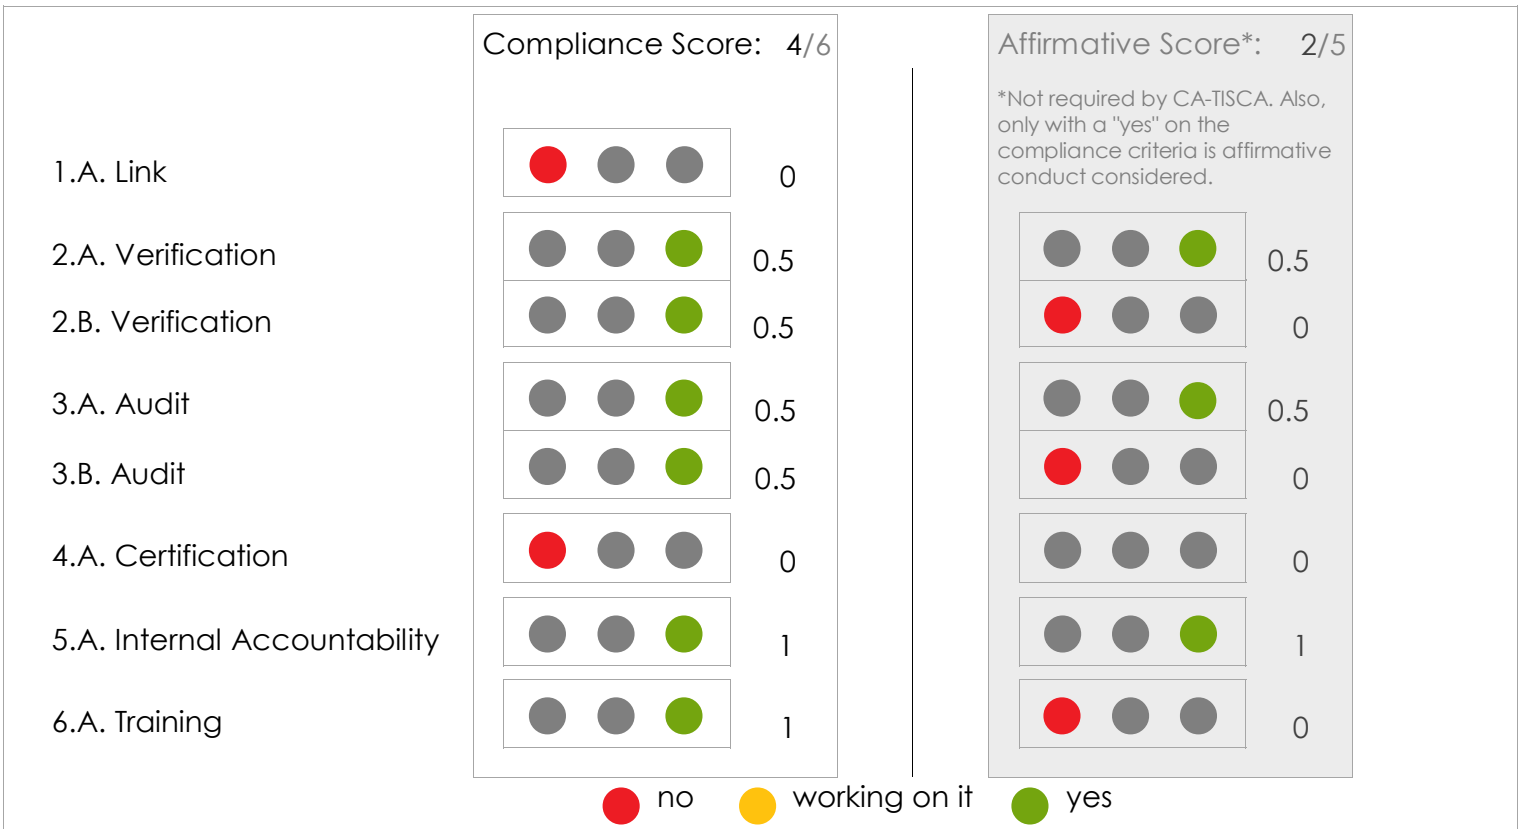 Compliance Score: 4/6
Affirmative Score*: 2/5
*Not required by CA-TISCA. Also,
only with a "yes" on the
compliance criteria is affirmative
conduct considered.
1.A. Link 0
2.A. Verification 0.5 0.5
2.B. Verification 0.5 0
3.A. Audit 0.5 0.5
3.B. Audit 0.5 0
4.A. Certification 0 0
5.A. Internal Accountability 1 1
6.A. Training 1 0
no working on it yes